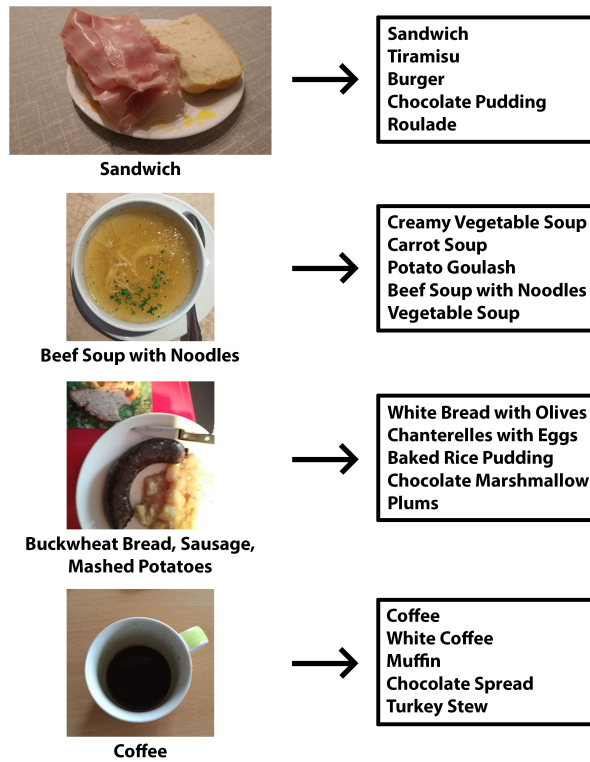 Sandwich
Tiramisu
Burger
Chocolate Pudding
Roulade
Sandwich
Creamy Vegetable Soup
Carrot Soup
Potato Goulash
Beef Soup with Noodles
Vegetable Soup
Beef Soup with Noodles
White Bread with Olives
Chanterelles with Eggs
Baked Rice Pudding
Chocolate Marshmallow
Plums
Buckwheat Bread, Sausage,
Mashed Potatoes
Coffee
White Coffee
Muffin
Chocolate Spread
Turkey Stew
Coffee